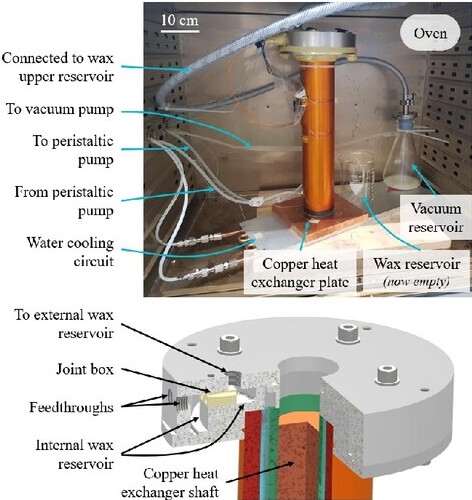 10 cm
Oven
Connected to wax
upper reservoir
To vacuum pump
To peristaltic
pump
From peristaltic
pump
Water cooling
circuit
Vacuum
reservoir
Copper heat
exchanger plate
Wax reservoir
(now empty)
To external wax
reservoir
Joint box
Feedthroughs
Internal wax
reservoir
Copper heat
exchanger shaft